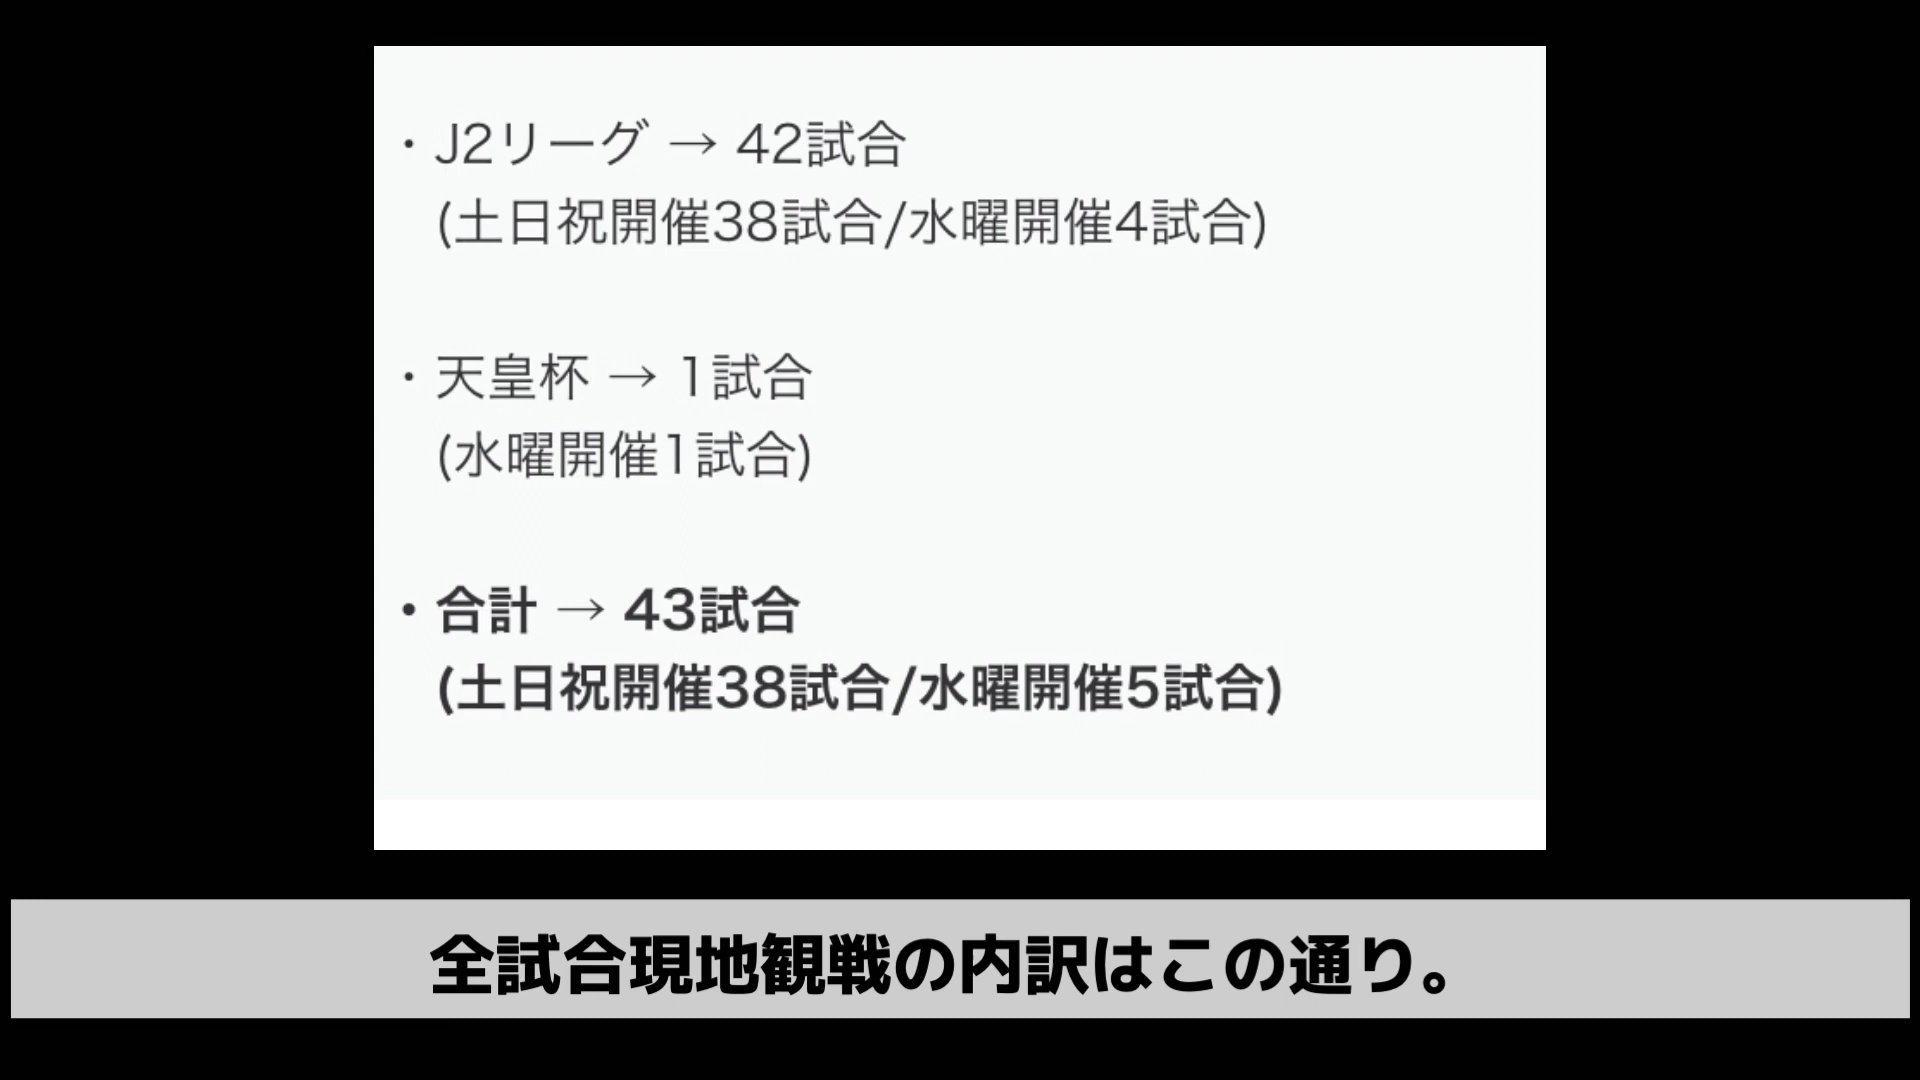 ・J2リーグ → 42試合
(土日祝開催38試合/水曜開催4試合)
・天皇杯 → 1試合
(水曜開催1試合)
・合計 → 43試合
(土日祝開催38試合/水曜開催5試合)
全試合現地観戦の内訳はこの通り。